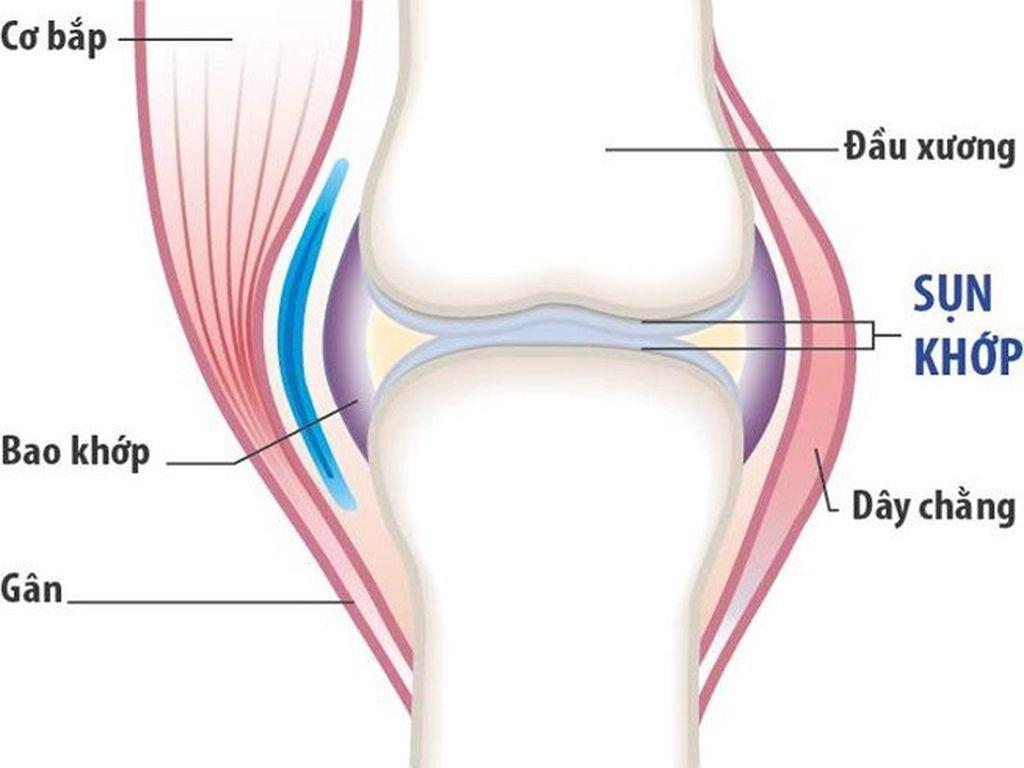 Cơ bắp
Đầu xương
SỤN
KHỚP
Bao khớp
Dây chằng
Gân